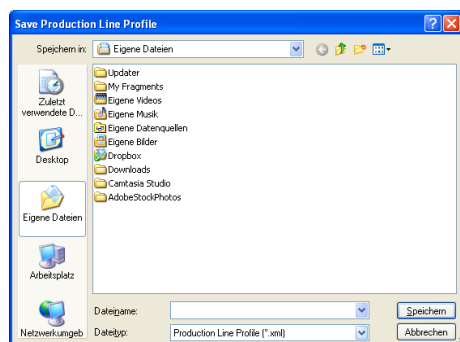 Save Production Line Profile
Speichern in:
Eigene Dateien
Zuletzt
verwendete D...
Desktop
Eigene Dateien
Arbeitsplatz
Netzwerkumgeb
Updater
My Fragments
Eigene Videos
Eigene Musik
Eigene Datenquellen
Eigene Bilder
Dropbox
Downloads
Camtasia Studio
AdobeStockPhotos
Dateiname:
Speichern
Dateityp:
Production Line Profile (*.xml)
Abbrechen